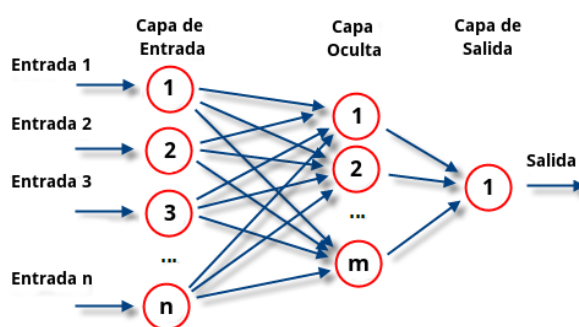 Capa de
Entrada
Capa
Oculta
Capa de
Salida
Entrada 1
Entrada 2
Entrada 3
Entrada n
1
2
3
...
n
1
2
...
m
1
Salida